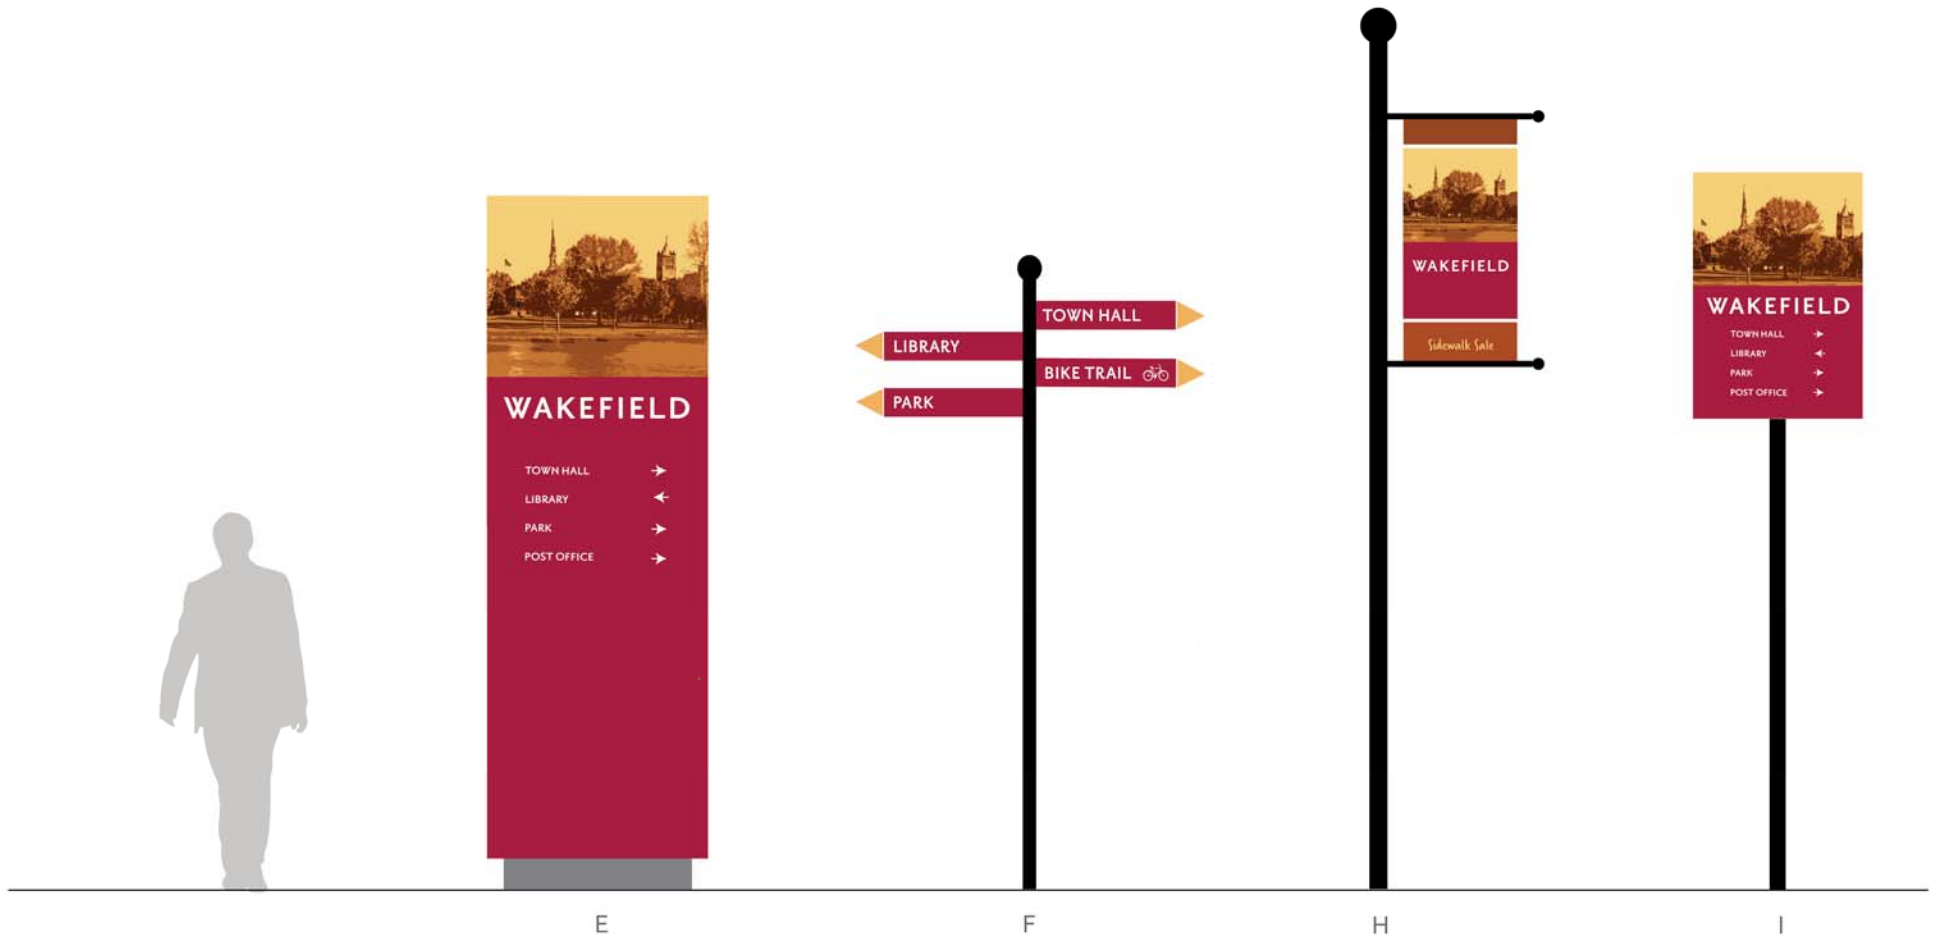 WAKEFIELD
TOWN HALL →
LIBRARY ←
PARK →
POST OFFICE →
E
TOWN HALL
LIBRARY
BIKE TRAIL
PARK
F
WAKEFIELD
Sidewalk Sale
H
WAKEFIELD
TOWN HALL →
LIBRARY ←
PARK →
POST OFFICE →
I